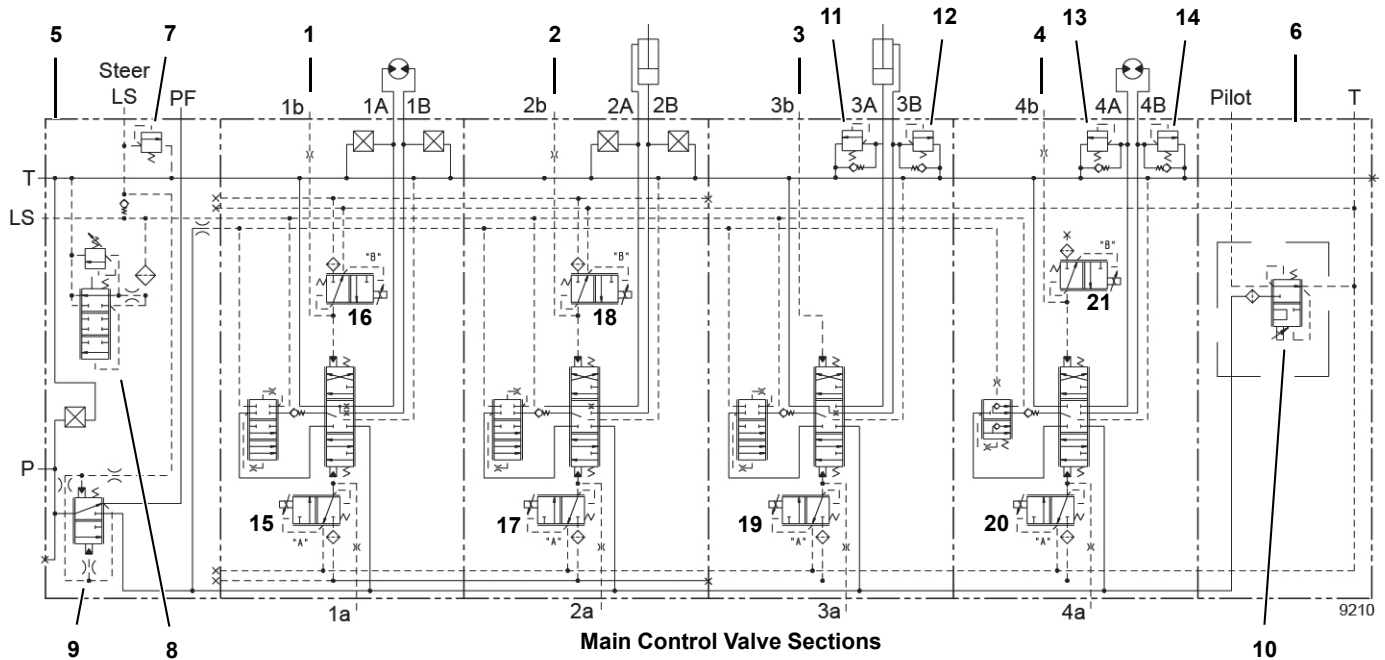 5 7 1 2 3 11 12 4 13 14 6
Steer
LS PF 1b 1A 1B 2b 2A 2B 3b 3A 3B 4b 4A 4B Pilot T
T
LS
"B" "B" "B"
16 18 21
P
15 17 19 20
"A" "A" "A" "A"
1a 2a 3a 4a 9210
Main Control Valve Sections
9 8 10